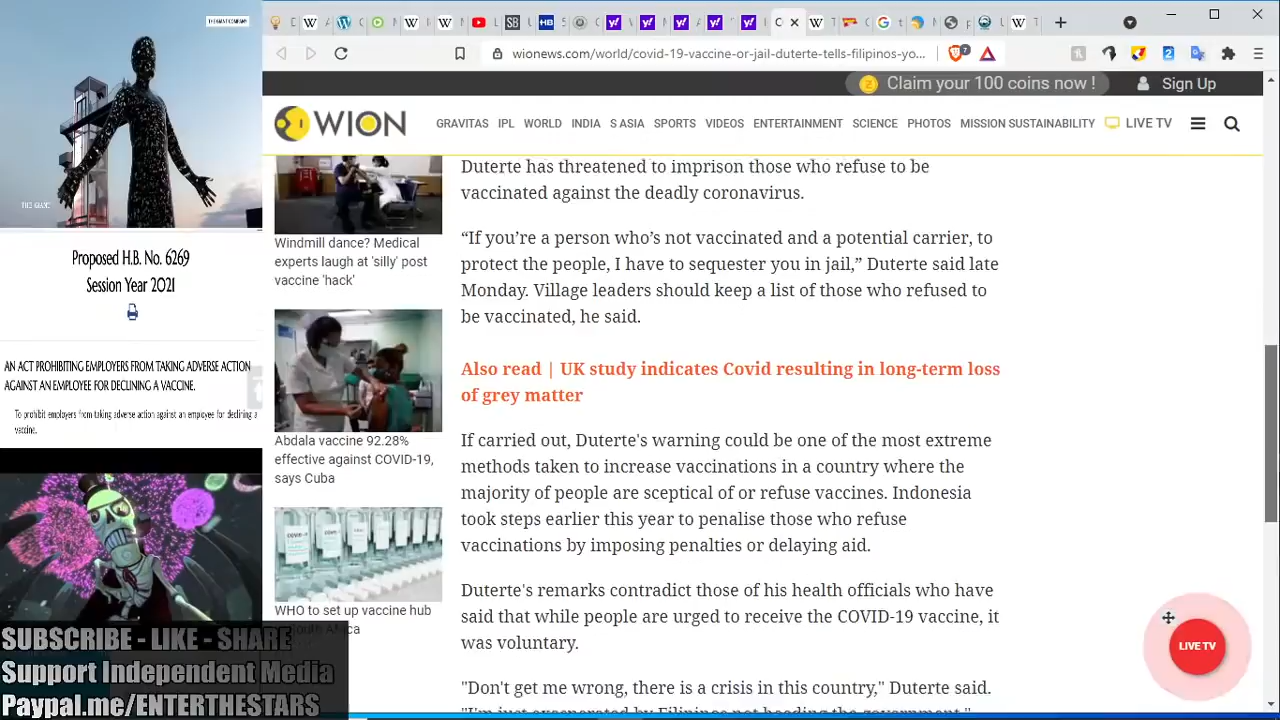 THE GIANT COMPANY
THE GIANT
Proposed H.B. No. 6269
Session Year 2021
AN ACT PROHIBITING EMPLOYERS FROM TAKING ADVERSE ACTION
AGAINST AN EMPLOYEE FOR DECLINING A VACCINE.
To prohibit employers from taking adverse action against an employee for declining a
vaccine.
SUBSCRIBE - LIKE - SHARE
Support Independent Media
Paypal.me/ENTERTHESTARS
wionews.com/world/covid-19-vaccine-or-jail-duterte-tells-filipinos-yo...
Claim your 100 coins now !
Sign Up
WION
GRAVITAS IPL WORLD INDIA S ASIA SPORTS VIDEOS ENTERTAINMENT SCIENCE PHOTOS MISSION SUSTAINABILITY LIVE TV
Windmill dance? Medical
experts laugh at 'silly' post
vaccine 'hack'
Abdala vaccine 92.28%
effective against COVID-19,
says Cuba
WHO to set up vaccine hub
Duterte has threatened to imprison those who refuse to be
vaccinated against the deadly coronavirus.
“If you’re a person who’s not vaccinated and a potential carrier, to
protect the people, I have to sequester you in jail,” Duterte said late
Monday. Village leaders should keep a list of those who refused to
be vaccinated, he said.
Also read | UK study indicates Covid resulting in long-term loss
of grey matter
If carried out, Duterte's warning could be one of the most extreme
methods taken to increase vaccinations in a country where the
majority of people are sceptical of or refuse vaccines. Indonesia
took steps earlier this year to penalise those who refuse
vaccinations by imposing penalties or delaying aid.
Duterte's remarks contradict those of his health officials who have
said that while people are urged to receive the COVID-19 vaccine, it
was voluntary.
"Don't get me wrong, there is a crisis in this country," Duterte said.
"I'm just exasperated by Filipinos not heeding the government."
LIVE TV